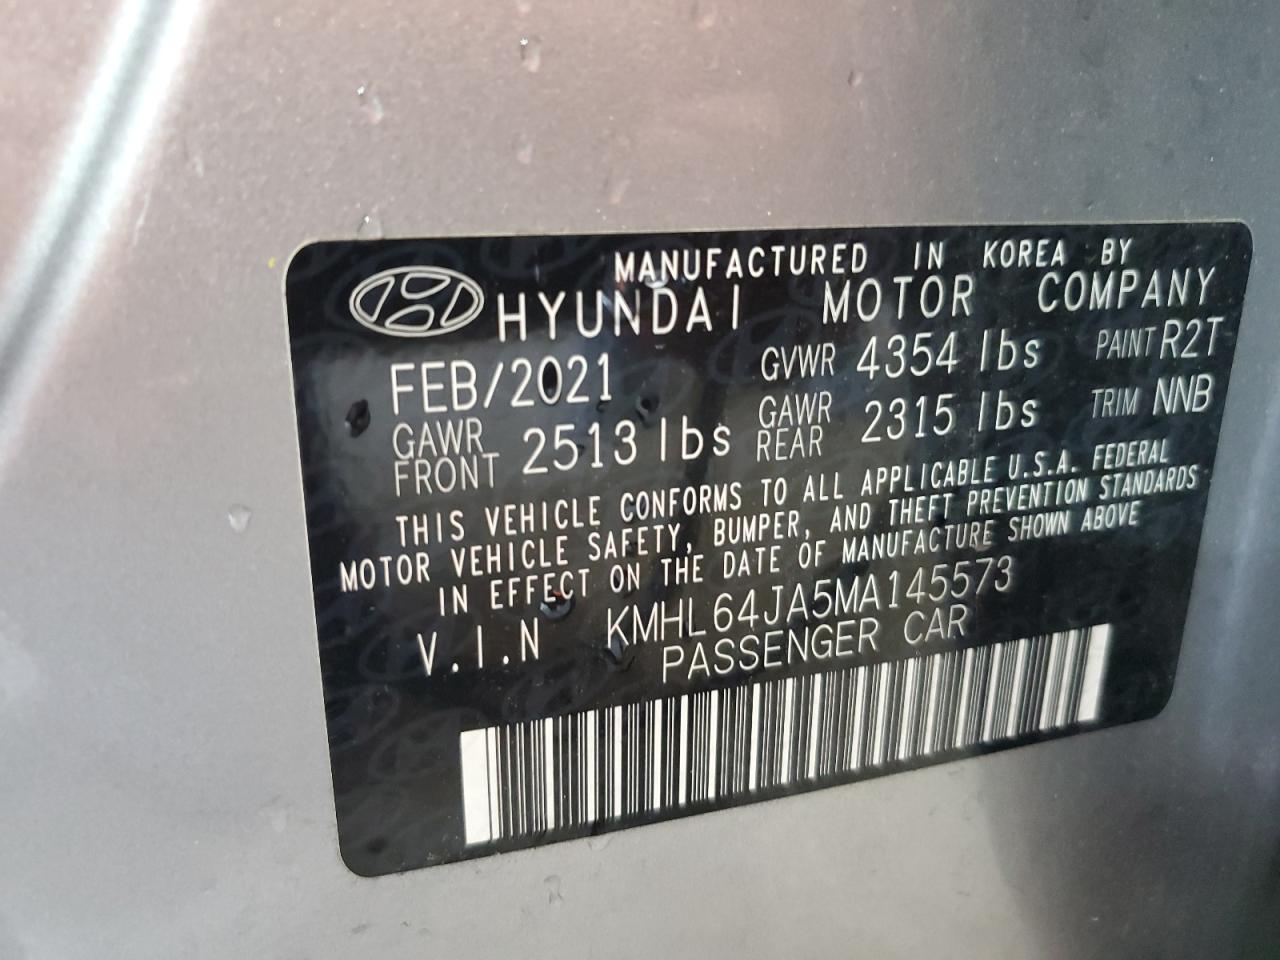 MANUFACTURED IN KOREA BY
HYUNDAI MOTOR COMPANY
FEB/2021 GVWR 4354 lbs PAINT R2T
GAWR FRONT 2513 lbs GAWR REAR 2315 lbs TRIM NNB
THIS VEHICLE CONFORMS TO ALL APPLICABLE U.S.A. FEDERAL
MOTOR VEHICLE SAFETY, BUMPER, AND THEFT PREVENTION STANDARDS
IN EFFECT ON THE DATE OF MANUFACTURE SHOWN ABOVE
V.I.N KMHL64JA5MA145573
PASSENGER CAR